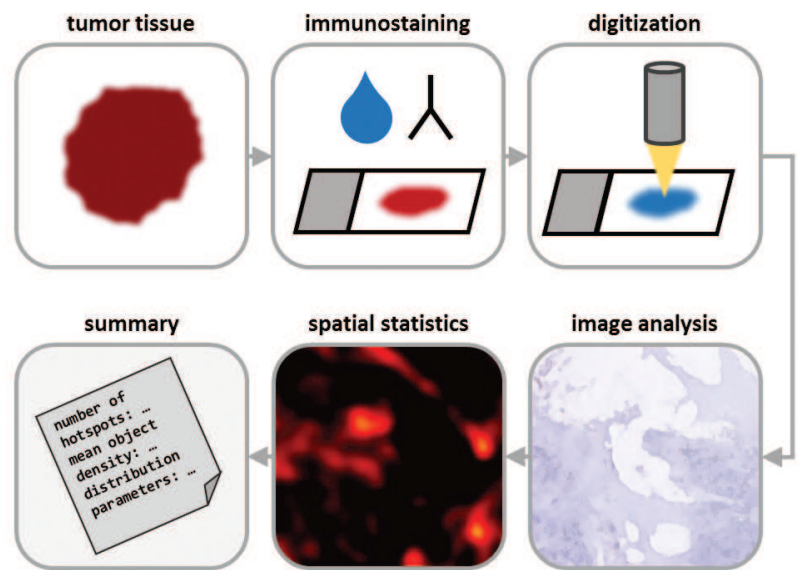 tumor tissue
immunostaining
digitization
summary
spatial statistics
image analysis
number of
hotspots: …
mean object
density: …
distribution
parameters: …